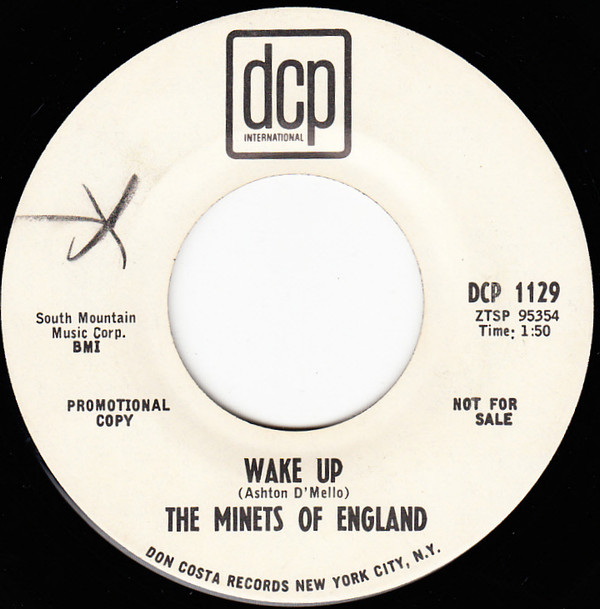 dcp
INTERNATIONAL
South Mountain
Music Corp.
BMI
DCP 1129
ZTSP 95354
Time: 1:50
PROMOTIONAL
COPY
NOT FOR
SALE
WAKE UP
(Ashton D'Mello)
THE MINETS OF ENGLAND
DON COSTA RECORDS NEW YORK CITY, N.Y.